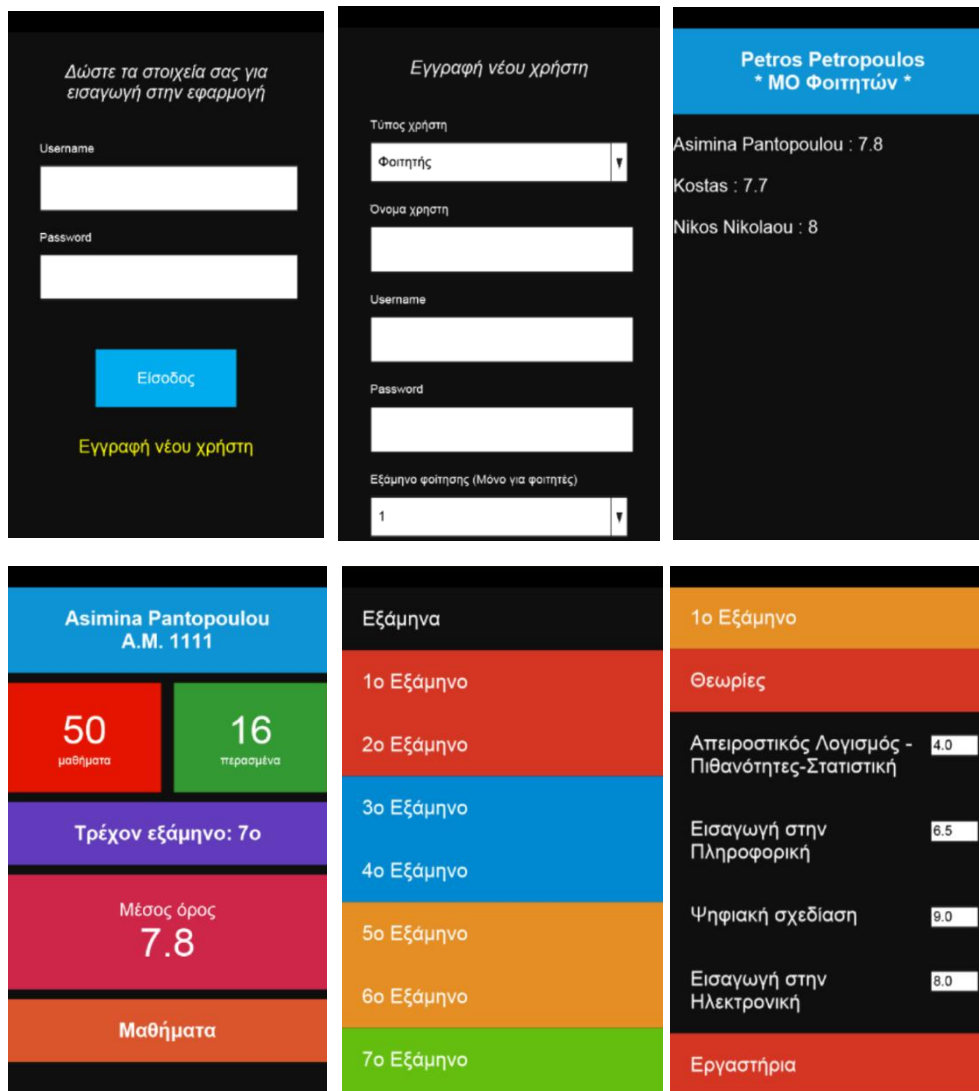 Δώστε τα στοιχεία σας για
εισαγωγή στην εφαρμογή
Username
Password
Είσοδος
Εγγραφή νέου χρήστη
Εγγραφή νέου χρήστη
Τύπος χρήστη
Φοιτητής
Όνομα χρηστη
Username
Password
Εξάμηνο φοίτησης (Μόνο για φοιτητές)
1
Petros Petropoulos
* ΜΟ Φοιτητών *
Asimina Pantopoulou : 7.8
Kostas : 7.7
Nikos Nikolaou : 8
Asimina Pantopoulou
Α.Μ. 1111
50
μαθήματα
16
περασμένα
Τρέχον εξάμηνο: 7ο
Μέσος όρος
7.8
Μαθήματα
Εξάμηνα
1ο Εξάμηνο
2ο Εξάμηνο
3ο Εξάμηνο
4ο Εξάμηνο
5ο Εξάμηνο
6ο Εξάμηνο
7ο Εξάμηνο
1ο Εξάμηνο
Θεωρίες
Απειροστικός Λογισμός - 4.0
Πιθανότητες-Στατιστική
Εισαγωγή στην 6.5
Πληροφορική
Ψηφιακή σχεδίαση 9.0
Εισαγωγή στην 8.0
Ηλεκτρονική
Εργαστήρια